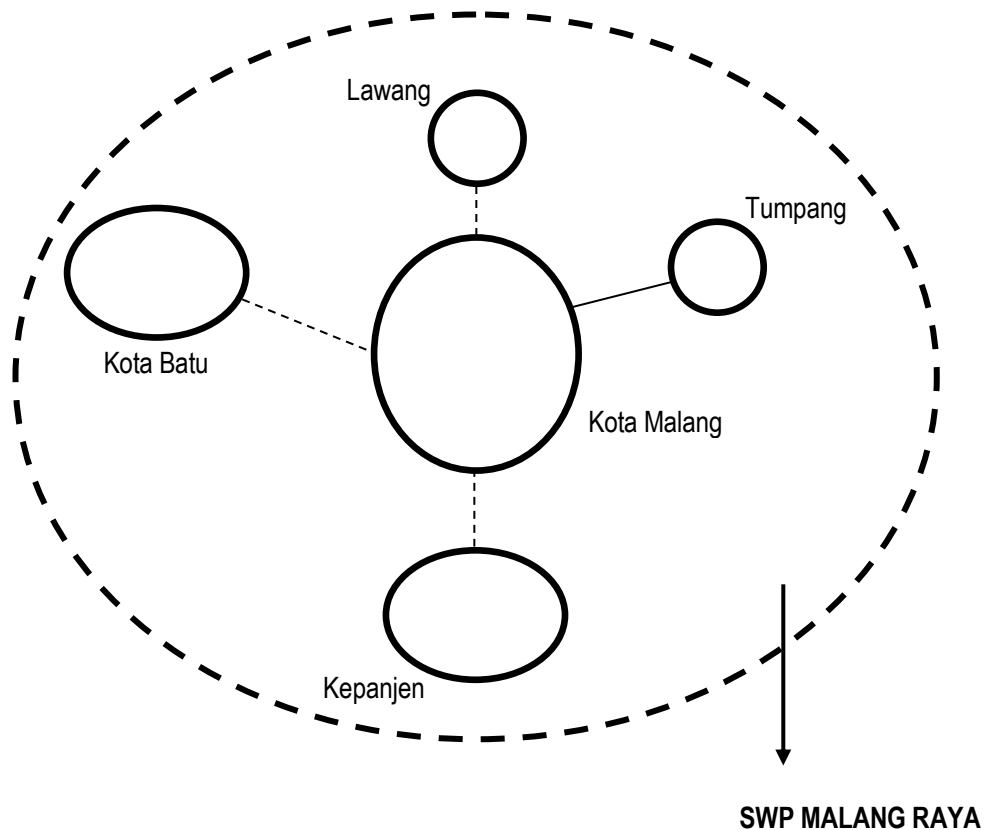 Lawang
Tumpang
Kota Batu
Kota Malang
Kepanjen
SWP MALANG RAYA